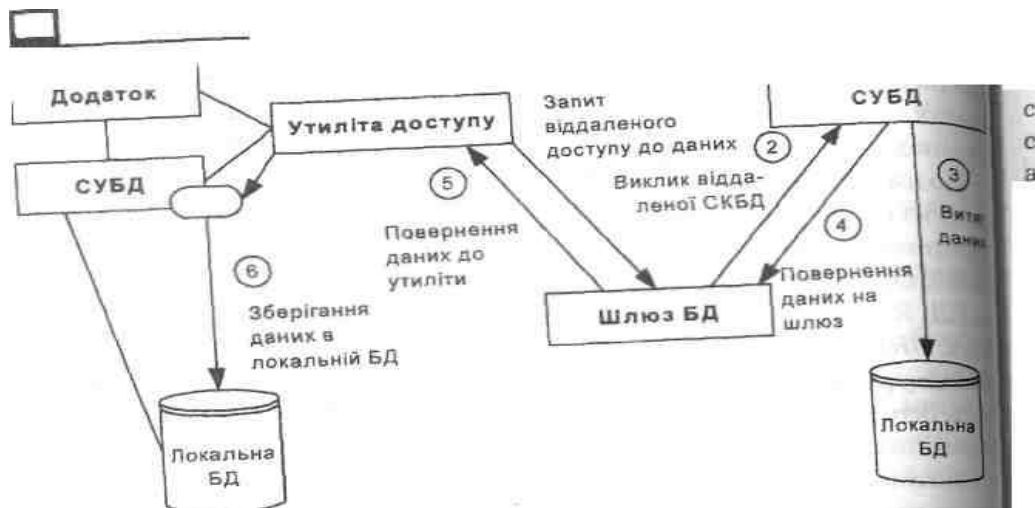 Додаток
СУБД
Утиліта доступу
Запит
віддаленого
доступу до даних
2
Виклик відда-
леної СКБД
СУБД
3
даних
4
Повернення
даних на
шлюз
5
Повернення
даних до
утиліти
Шлюз БД
6
Зберігання
даних в
локальній БД
Локальна
БД
Локальна
БД